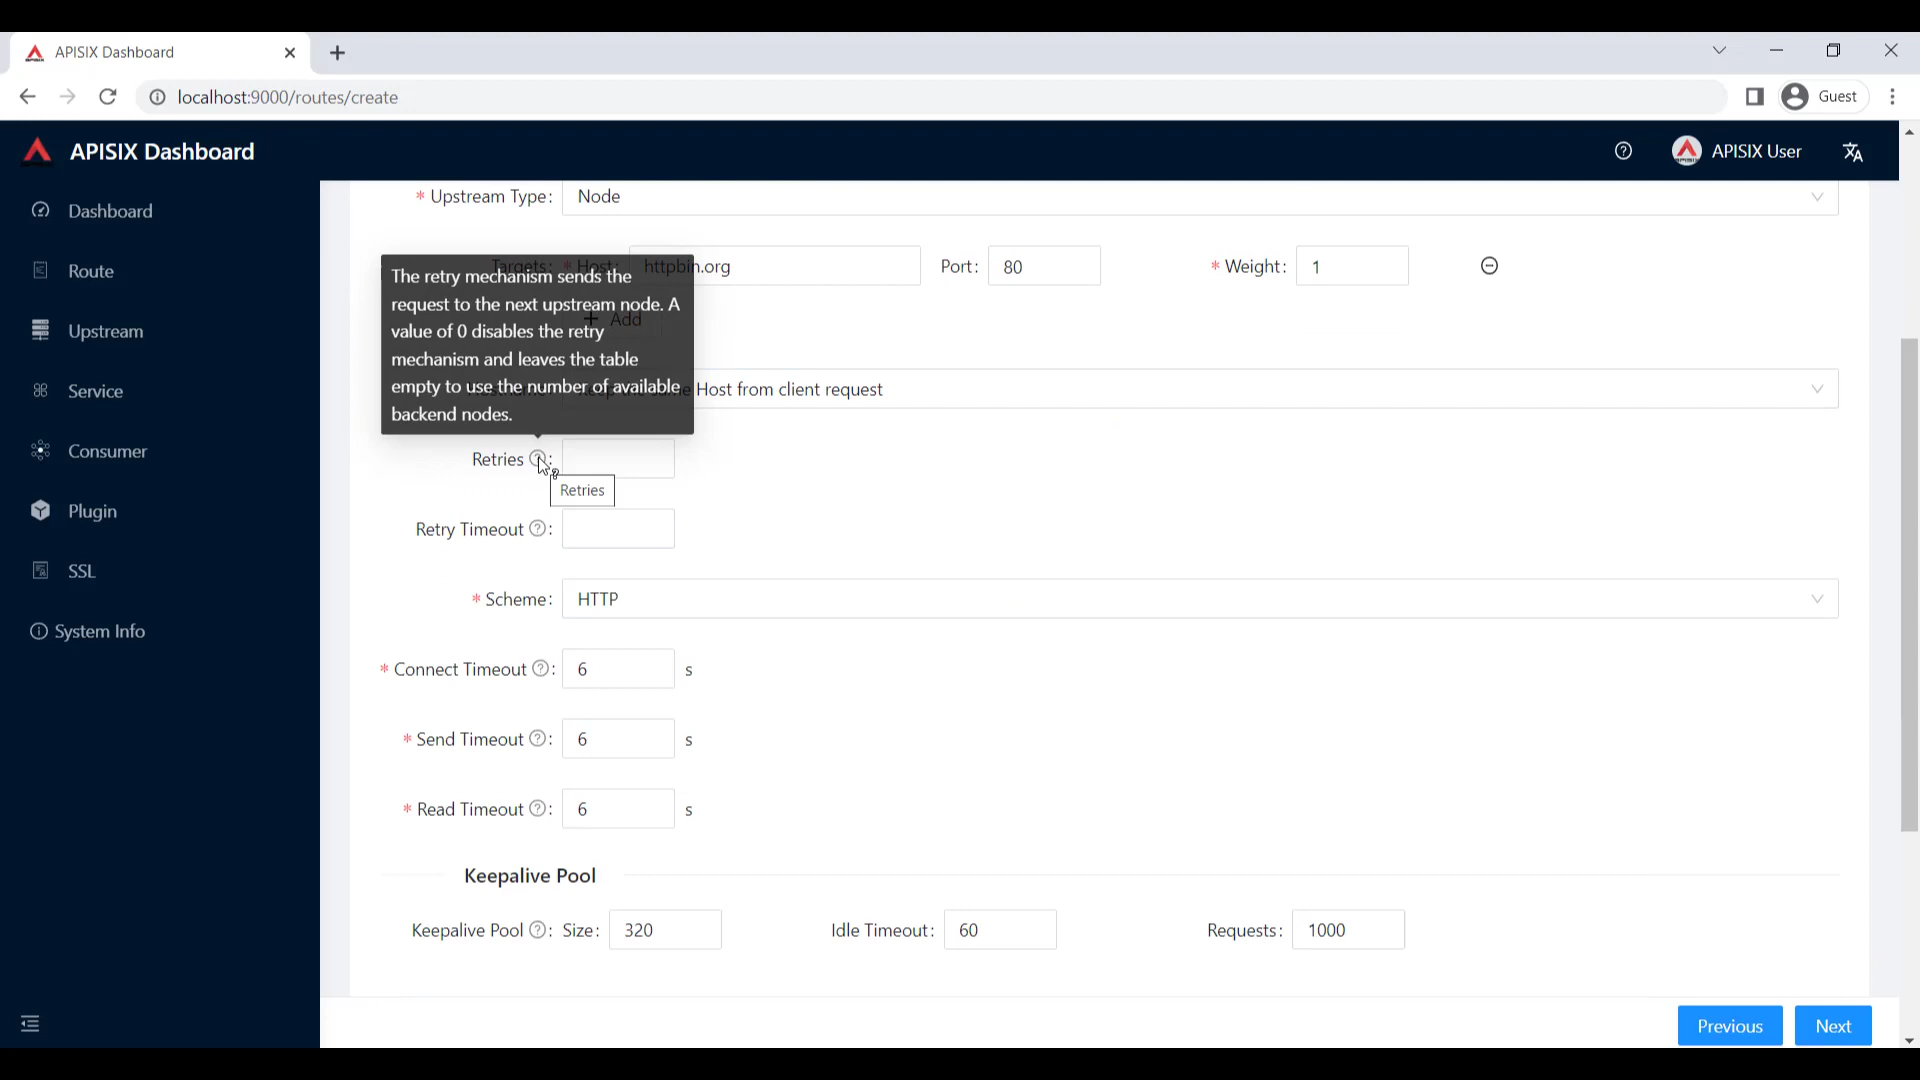 APISIX Dashboard
localhost:9000/routes/create
Guest
APISIX Dashboard
APISIX User
Dashboard
Route
Upstream
Service
Consumer
Plugin
SSL
System Info
* Upstream Type: Node
Targets: * Host: httpbin.org Port: 80 * Weight: 1
+ Add
The retry mechanism sends the
request to the next upstream node. A
value of 0 disables the retry
mechanism and leaves the table
empty to use the number of available
backend nodes.
Host from client request
Retries ? :
Retries
Retry Timeout ? :
* Scheme: HTTP
* Connect Timeout ? : 6 s
* Send Timeout ? : 6 s
* Read Timeout ? : 6 s
Keepalive Pool
Keepalive Pool ? : Size: 320 Idle Timeout: 60 Requests: 1000
Previous Next